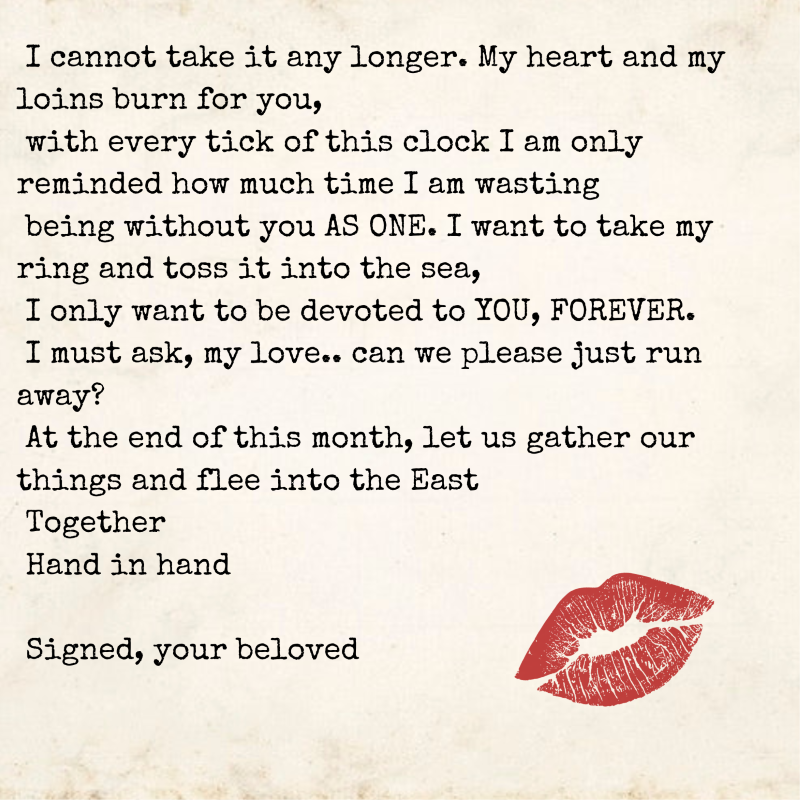 I cannot take it any longer. My heart and my
loins burn for you,
with every tick of this clock I am only
reminded how much time I am wasting
being without you AS ONE. I want to take my
ring and toss it into the sea,
I only want to be devoted to YOU, FOREVER.
I must ask, my love.. can we please just run
away?
At the end of this month, let us gather our
things and flee into the East
Together
Hand in hand
Signed, your beloved